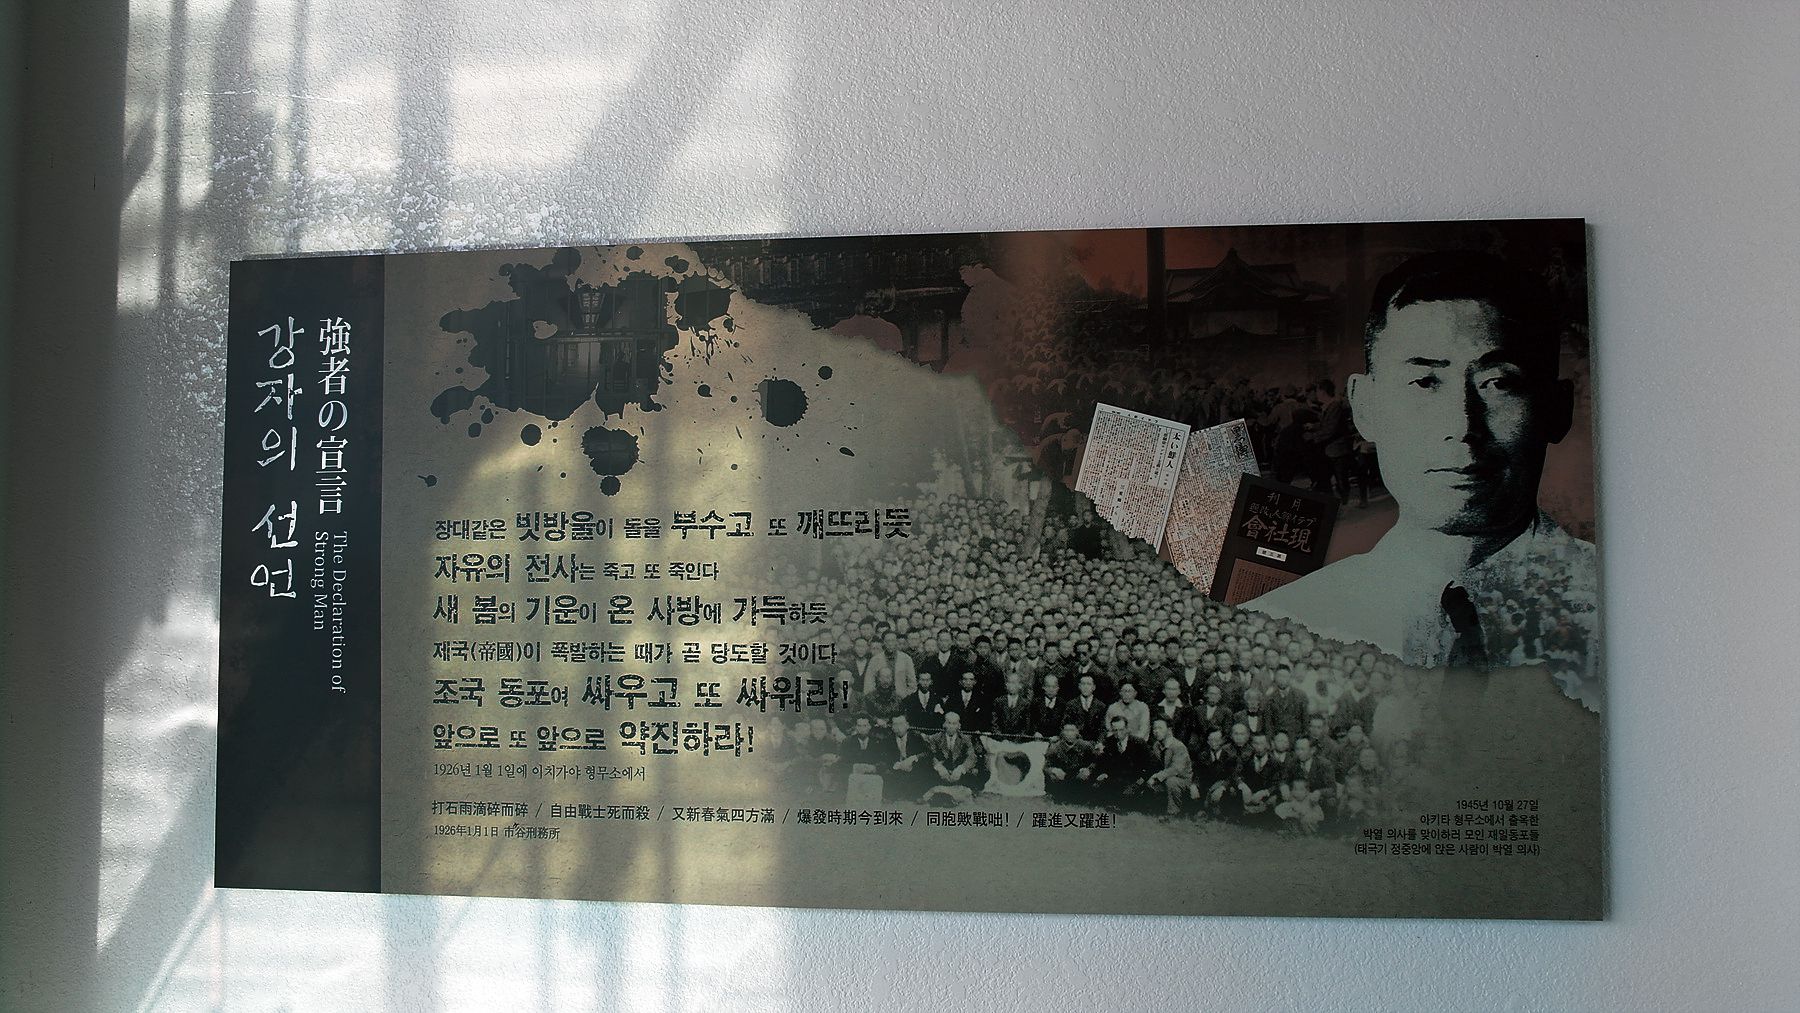 강자의 선언
強者の宣言
The Declaration of
Strong Man
장대같은 빗방울이 돌을 부수고 또 깨뜨리듯
자유의 전사는 죽고 또 죽인다
새 봄의 기운이 온 사방에 가득하듯
제국(帝國)이 폭발하는 때가 곧 당도할 것이다
조국 동포여 싸우고 또 싸워라!
앞으로 또 앞으로 약진하라!
1926년 1월 1일에 이치가야 형무소에서
打石雨滴碎而碎 / 自由戰士死而殺 / 又新春氣四方滿 / 爆發時期今到來 / 同胞歟戰咄! / 躍進又躍進!
1926年1月1日 市谷刑務所
太い鮮人
月刊
現社會
1945년 10월 27일
아키타 형무소에서 출옥한
박열 의사를 맞이하러 모인 재일동포들
(태극기 정중앙에 앉은 사람이 박열 의사)